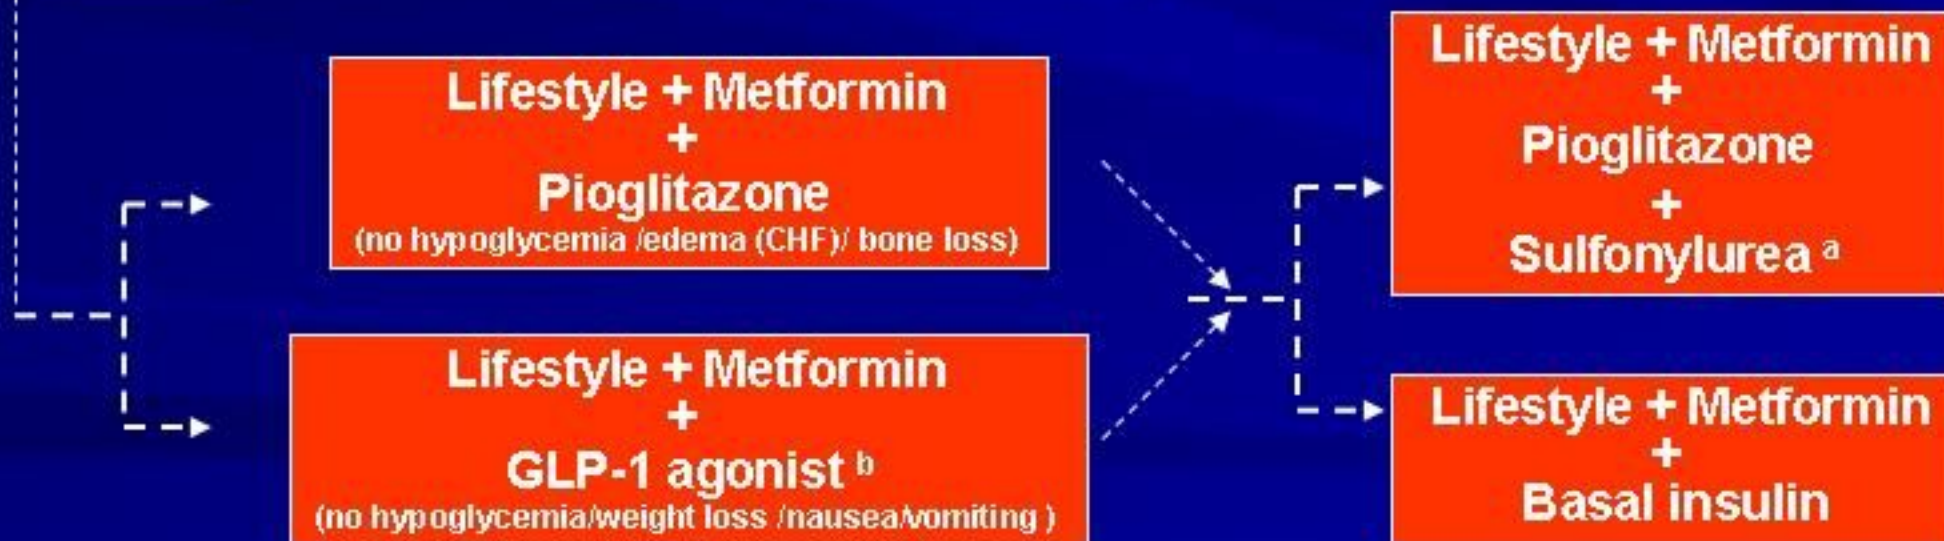 Lifestyle + Metformin
+
Pioglitazone
(no hypoglycemia /edema (CHF)/ bone loss)
Lifestyle + Metformin
+
GLP-1 agonist b
(no hypoglycemia/weight loss /nausea/vomiting )
Lifestyle + Metformin
+
Pioglitazone
+
Sulfonylurea a
Lifestyle + Metformin
+
Basal insulin